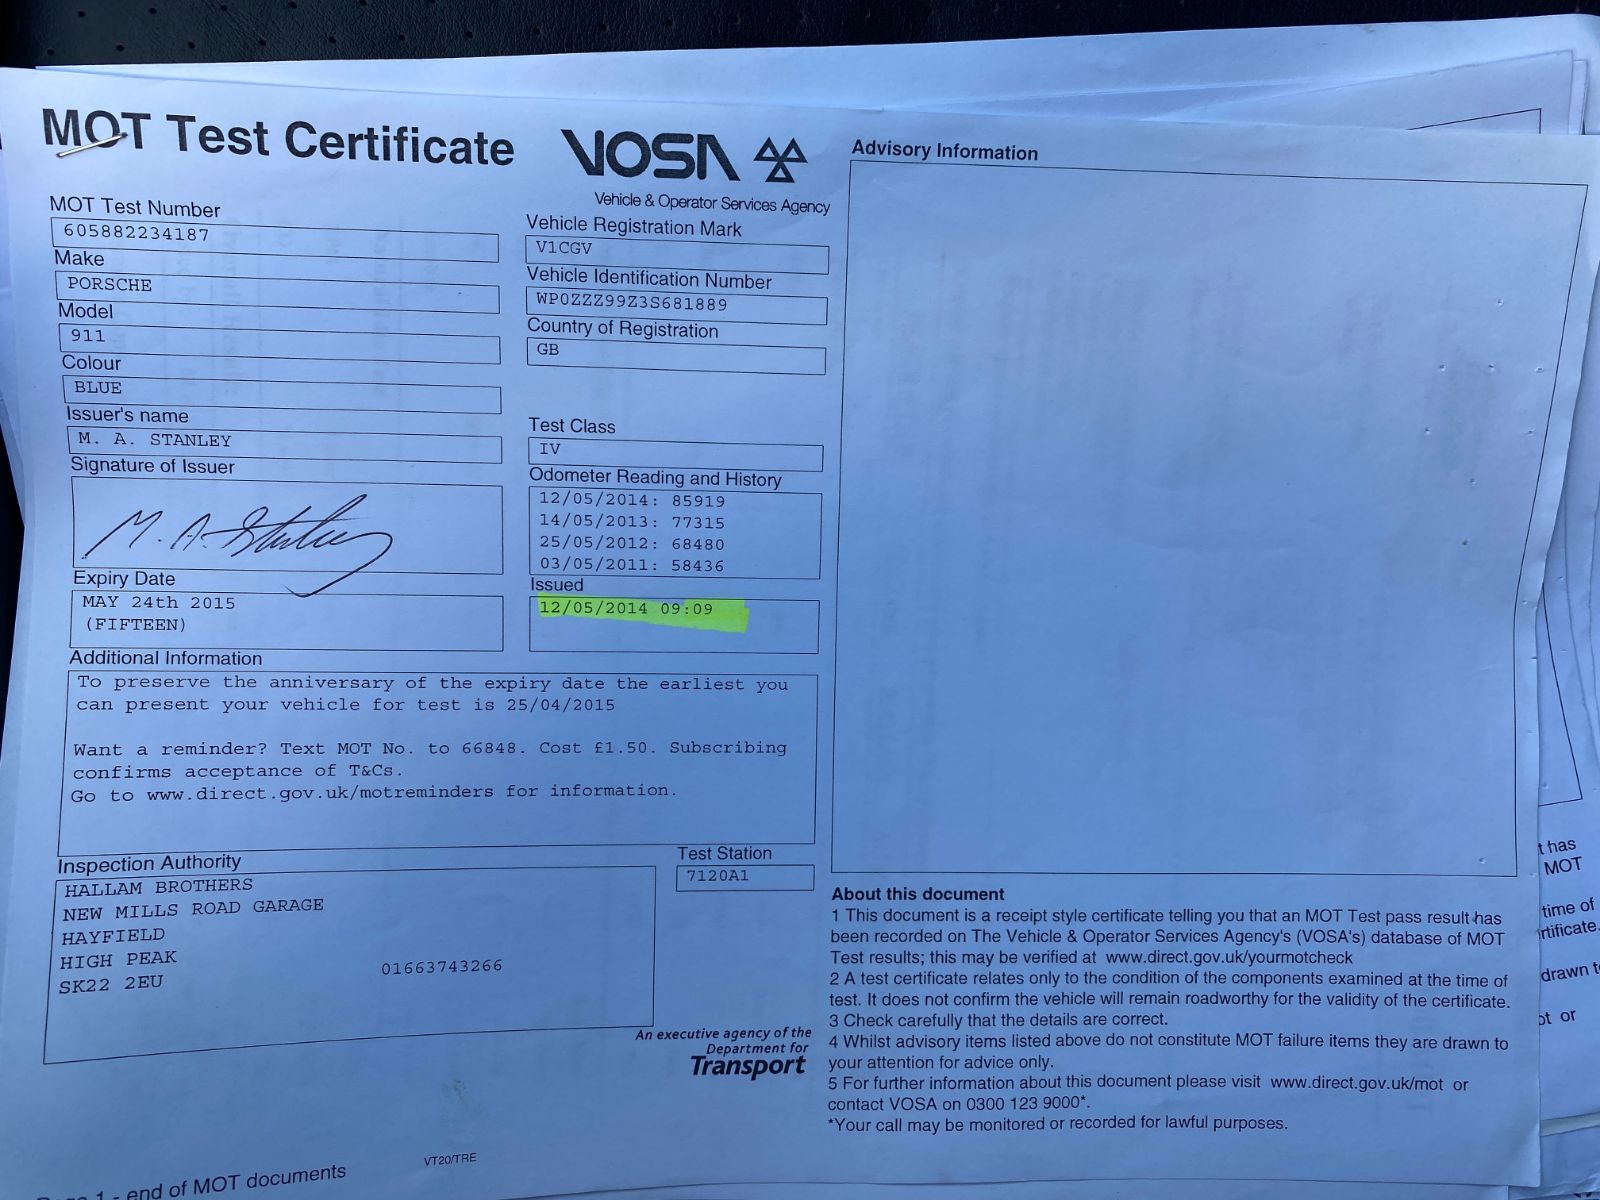 MOT Test Certificate
VOSA
Vehicle & Operator Services Agency
MOT Test Number
605882234187
Make
PORSCHE
Model
911
Colour
BLUE
Issuer's name
M. A. STANLEY
Signature of Issuer
M. A. Stanley
Expiry Date
MAY 24th 2015
(FIFTEEN)
Vehicle Registration Mark
V1CGV
Vehicle Identification Number
WP0ZZZ99Z3S681889
Country of Registration
GB
Test Class
IV
Odometer Reading and History
12/05/2014: 85919
14/05/2013: 77315
25/05/2012: 68480
03/05/2011: 58436
Issued
12/05/2014 09:09
Additional Information
To preserve the anniversary of the expiry date the earliest you
can present your vehicle for test is 25/04/2015
Want a reminder? Text MOT No. to 66848. Cost £1.50. Subscribing
confirms acceptance of T&Cs.
Go to www.direct.gov.uk/motreminders for information.
Inspection Authority
HALLAM BROTHERS
NEW MILLS ROAD GARAGE
HAYFIELD
HIGH PEAK
SK22 2EU
01663743266
Test Station
7120A1
An executive agency of the
Department for
Transport
VT20/TRE
1 - end of MOT documents
Advisory Information
About this document
1 This document is a receipt style certificate telling you that an MOT Test pass result has
been recorded on The Vehicle & Operator Services Agency's (VOSA's) database of MOT
Test results; this may be verified at www.direct.gov.uk/yourmotcheck
2 A test certificate relates only to the condition of the components examined at the time of
test. It does not confirm the vehicle will remain roadworthy for the validity of the certificate.
3 Check carefully that the details are correct.
4 Whilst advisory items listed above do not constitute MOT failure items they are drawn to
your attention for advice only.
5 For further information about this document please visit www.direct.gov.uk/mot or
contact VOSA on 0300 123 9000*.
*Your call may be monitored or recorded for lawful purposes.
has
MOT
time of
drawn
or